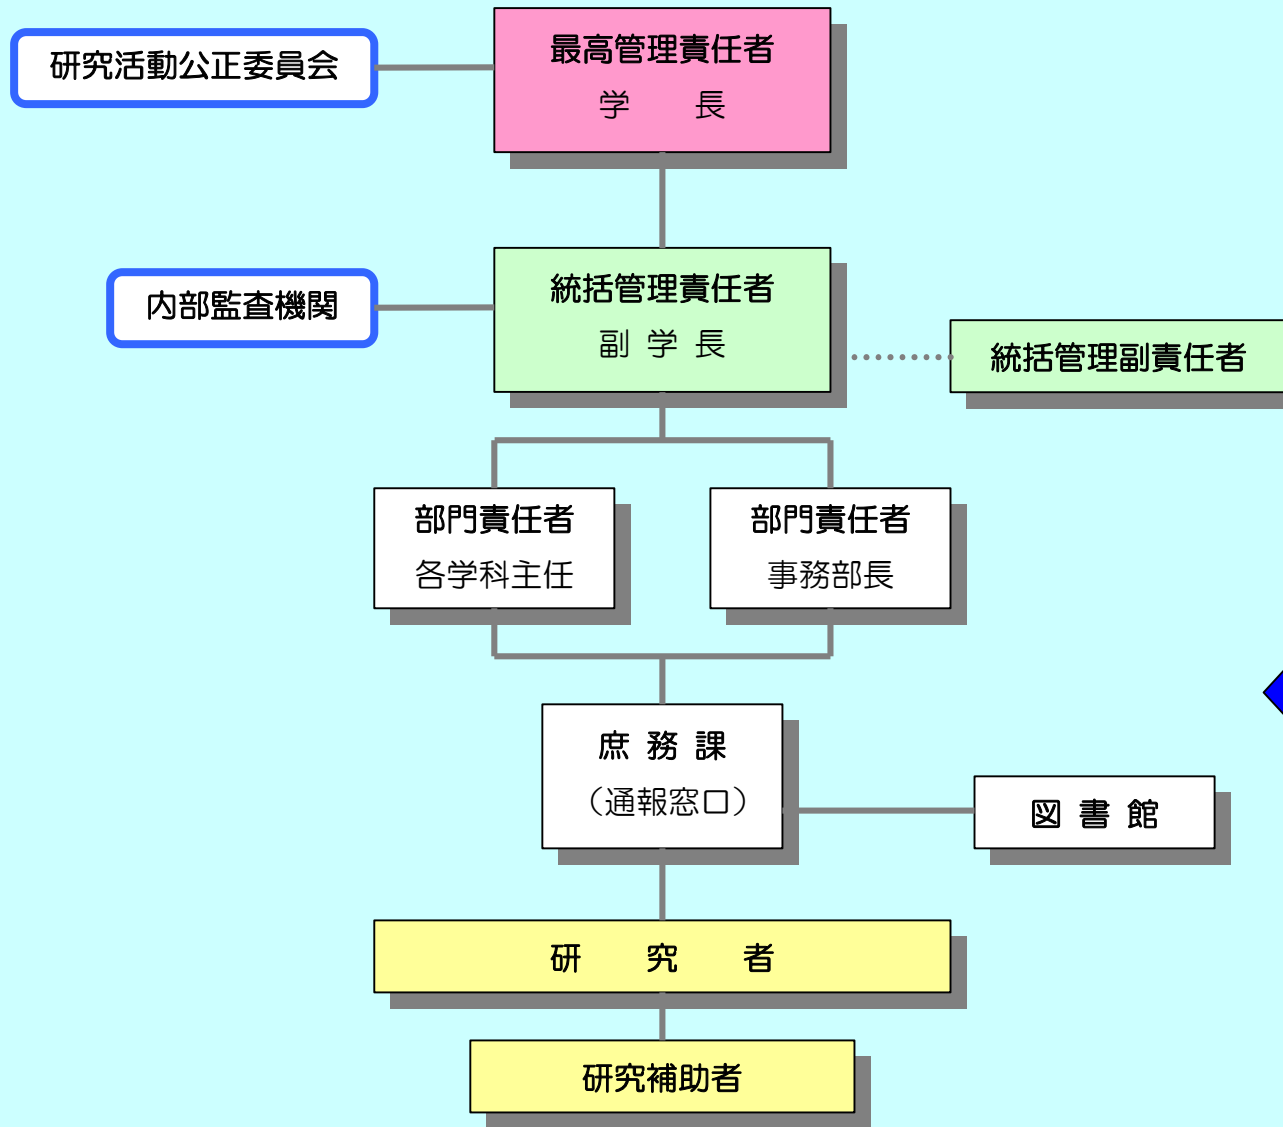 研究活動公正委員会
最高管理責任者
学　　長
内部監査機関
統括管理責任者
副 学 長
統括管理副責任者
部門責任者
各学科主任
部門責任者
事務部長
庶 務 課
（通報窓口）
図 書 館
研　　究　　者
研究補助者